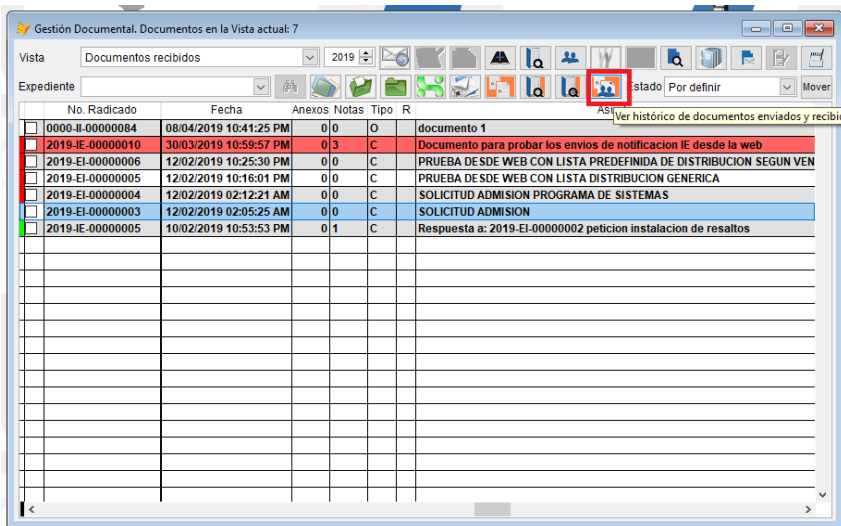 Gestión Documental. Documentos en la Vista actual: 7
Vista Documentos recibidos 2019
Expediente Estado Por definir Mover
No. Radicado Fecha Anexos Notas Tipo R
Ver histórico de documentos enviados y recibi
0000-II-00000084 08/04/2019 10:41:25 PM 0 0 O documento 1
2019-IE-00000010 30/03/2019 10:59:57 PM 0 3 C Documento para probar los envios de notificacion IE desde la web
2019-EI-00000006 12/02/2019 10:25:30 PM 0 0 C PRUEBA DESDE WEB CON LISTA PREDEFINIDA DE DISTRIBUCION SEGUN VEN
2019-EI-00000005 12/02/2019 10:16:01 PM 0 0 C PRUEBA DESDE WEB CON LISTA DISTRIBUCION GENERICA
2019-EI-00000004 12/02/2019 02:12:21 AM 0 0 C SOLICITUD ADMISION PROGRAMA DE SISTEMAS
2019-EI-00000003 12/02/2019 02:05:25 AM 0 0 C SOLICITUD ADMISION
2019-IE-00000005 10/02/2019 10:53:53 PM 0 1 C Respuesta a: 2019-EI-00000002 peticion instalacion de resaltos